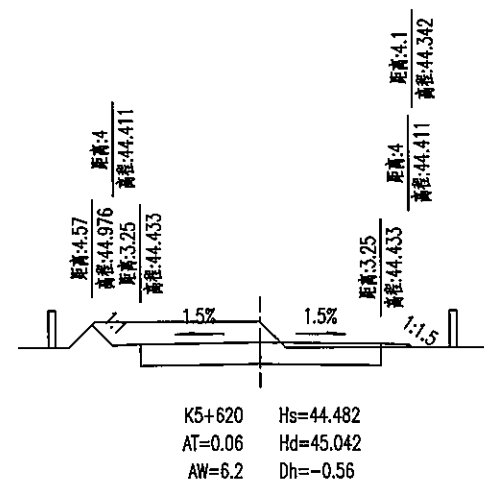 距离:4.1
高程:44.342
距离:4
高程:44.411
距离:4
高程:44.411
距离:4.57
高程:44.976
距离:3.25
高程:44.433
距离:3.25
高程:44.433
1:1
1.5%
1.5%
1:1.5
K5+620 Hs=44.482
AT=0.06 Hd=45.042
AW=6.2 Dh=-0.56